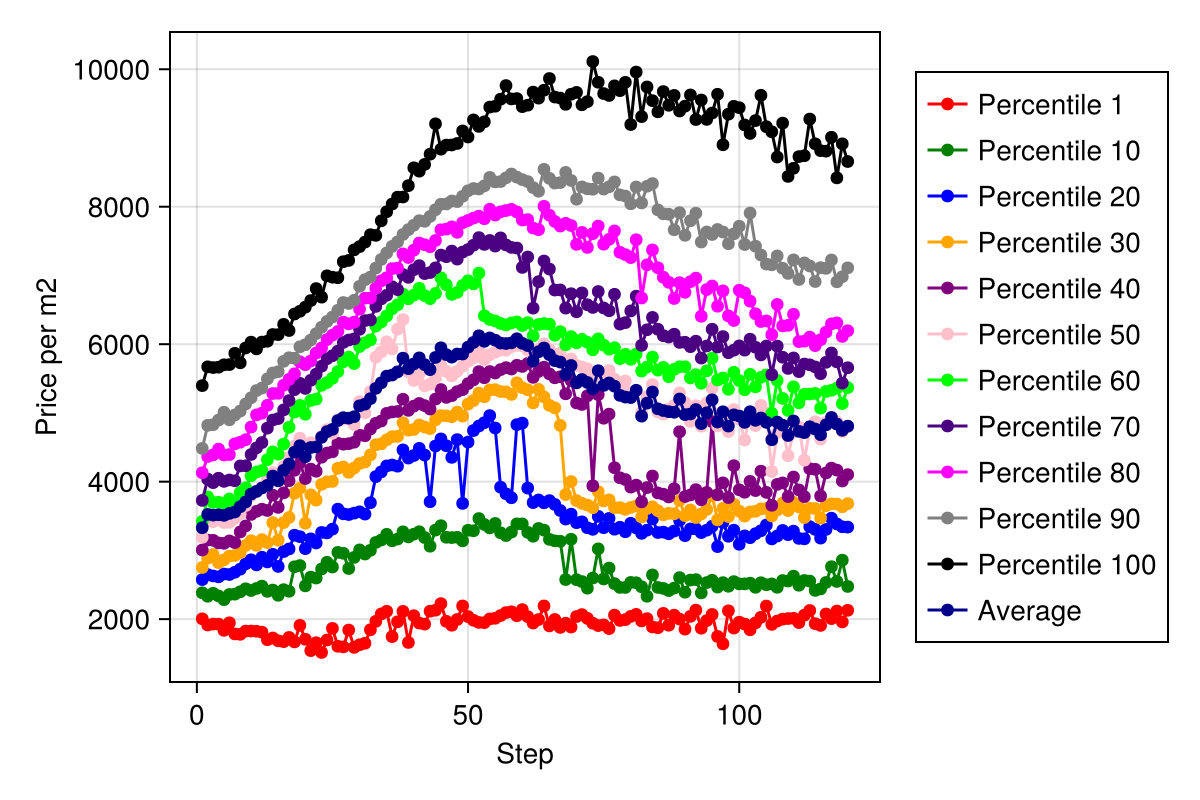 Price per m2
10000
8000
6000
4000
2000
0
50
100
Step
Percentile 1
Percentile 10
Percentile 20
Percentile 30
Percentile 40
Percentile 50
Percentile 60
Percentile 70
Percentile 80
Percentile 90
Percentile 100
Average